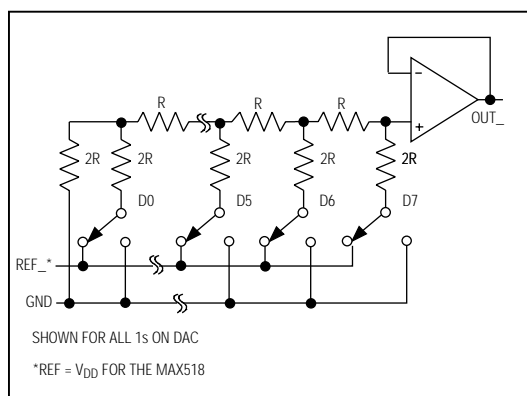 R
R
R
−
+
OUT_
2R
2R
2R
2R
2R
D0
D5
D6
D7
REF_*
GND
SHOWN FOR ALL 1s ON DAC
*REF = VDD FOR THE MAX518